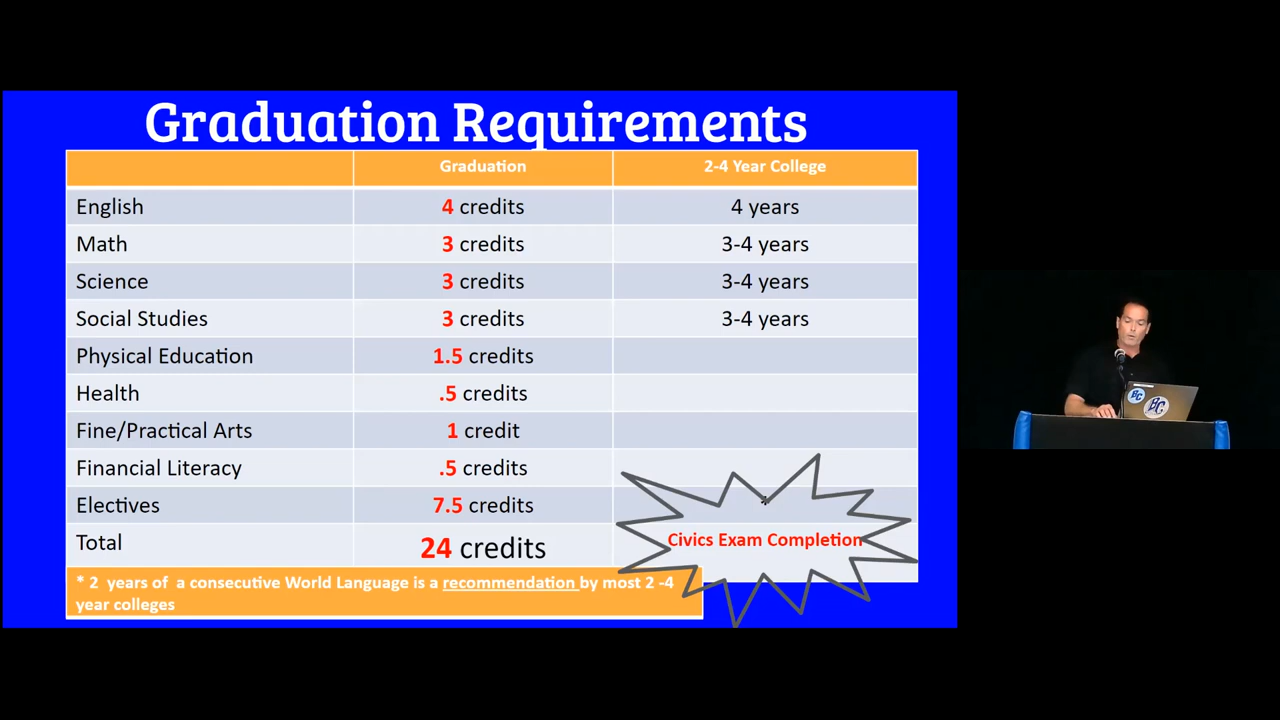 Graduation Requirements
Graduation 2-4 Year College
English 4 credits 4 years
Math 3 credits 3-4 years
Science 3 credits 3-4 years
Social Studies 3 credits 3-4 years
Physical Education 1.5 credits
Health .5 credits
Fine/Practical Arts 1 credit
Financial Literacy .5 credits
Electives 7.5 credits
Total 24 credits
Civics Exam Completion
* 2 years of a consecutive World Language is a recommendation by most 2 -4
year colleges
BC
BC